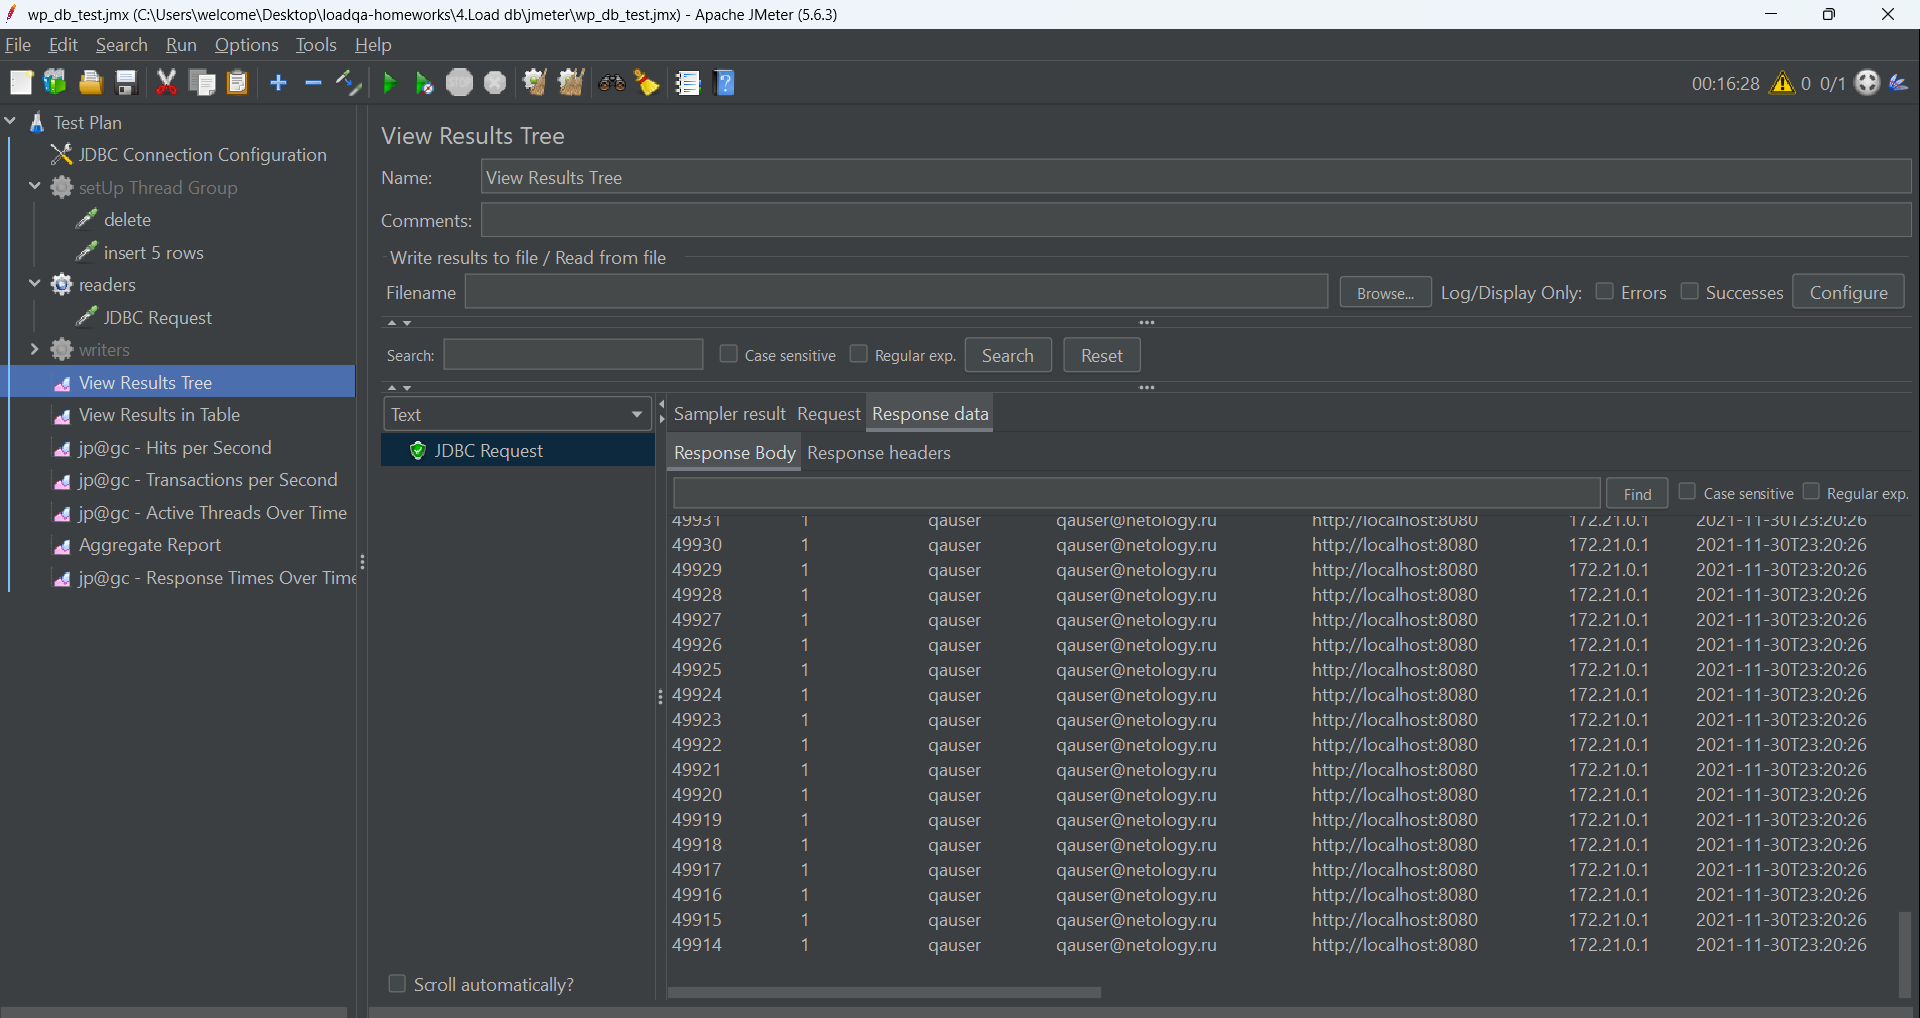 wp_db_test.jmx (C:\Users\welcome\Desktop\loadqa-homeworks\4.Load db\jmeter\wp_db_test.jmx) - Apache JMeter (5.6.3)
File Edit Search Run Options Tools Help
00:16:28 0 0/1
Test Plan
JDBC Connection Configuration
setUp Thread Group
delete
insert 5 rows
readers
JDBC Request
writers
View Results Tree
View Results in Table
jp@gc - Hits per Second
jp@gc - Transactions per Second
jp@gc - Active Threads Over Time
Aggregate Report
jp@gc - Response Times Over Time
View Results Tree
Name: View Results Tree
Comments:
Write results to file / Read from file
Filename Browse... Log/Display Only: Errors Successes Configure
Search: Case sensitive Regular exp. Search Reset
Text
JDBC Request
Scroll automatically?
Sampler result Request Response data
Response Body Response headers
Find Case sensitive Regular exp.
49931 1 qauser qauser@netology.ru http://localhost:8080 172.21.0.1 2021-11-30T23:20:26
49930 1 qauser qauser@netology.ru http://localhost:8080 172.21.0.1 2021-11-30T23:20:26
49929 1 qauser qauser@netology.ru http://localhost:8080 172.21.0.1 2021-11-30T23:20:26
49928 1 qauser qauser@netology.ru http://localhost:8080 172.21.0.1 2021-11-30T23:20:26
49927 1 qauser qauser@netology.ru http://localhost:8080 172.21.0.1 2021-11-30T23:20:26
49926 1 qauser qauser@netology.ru http://localhost:8080 172.21.0.1 2021-11-30T23:20:26
49925 1 qauser qauser@netology.ru http://localhost:8080 172.21.0.1 2021-11-30T23:20:26
49924 1 qauser qauser@netology.ru http://localhost:8080 172.21.0.1 2021-11-30T23:20:26
49923 1 qauser qauser@netology.ru http://localhost:8080 172.21.0.1 2021-11-30T23:20:26
49922 1 qauser qauser@netology.ru http://localhost:8080 172.21.0.1 2021-11-30T23:20:26
49921 1 qauser qauser@netology.ru http://localhost:8080 172.21.0.1 2021-11-30T23:20:26
49920 1 qauser qauser@netology.ru http://localhost:8080 172.21.0.1 2021-11-30T23:20:26
49919 1 qauser qauser@netology.ru http://localhost:8080 172.21.0.1 2021-11-30T23:20:26
49918 1 qauser qauser@netology.ru http://localhost:8080 172.21.0.1 2021-11-30T23:20:26
49917 1 qauser qauser@netology.ru http://localhost:8080 172.21.0.1 2021-11-30T23:20:26
49916 1 qauser qauser@netology.ru http://localhost:8080 172.21.0.1 2021-11-30T23:20:26
49915 1 qauser qauser@netology.ru http://localhost:8080 172.21.0.1 2021-11-30T23:20:26
49914 1 qauser qauser@netology.ru http://localhost:8080 172.21.0.1 2021-11-30T23:20:26